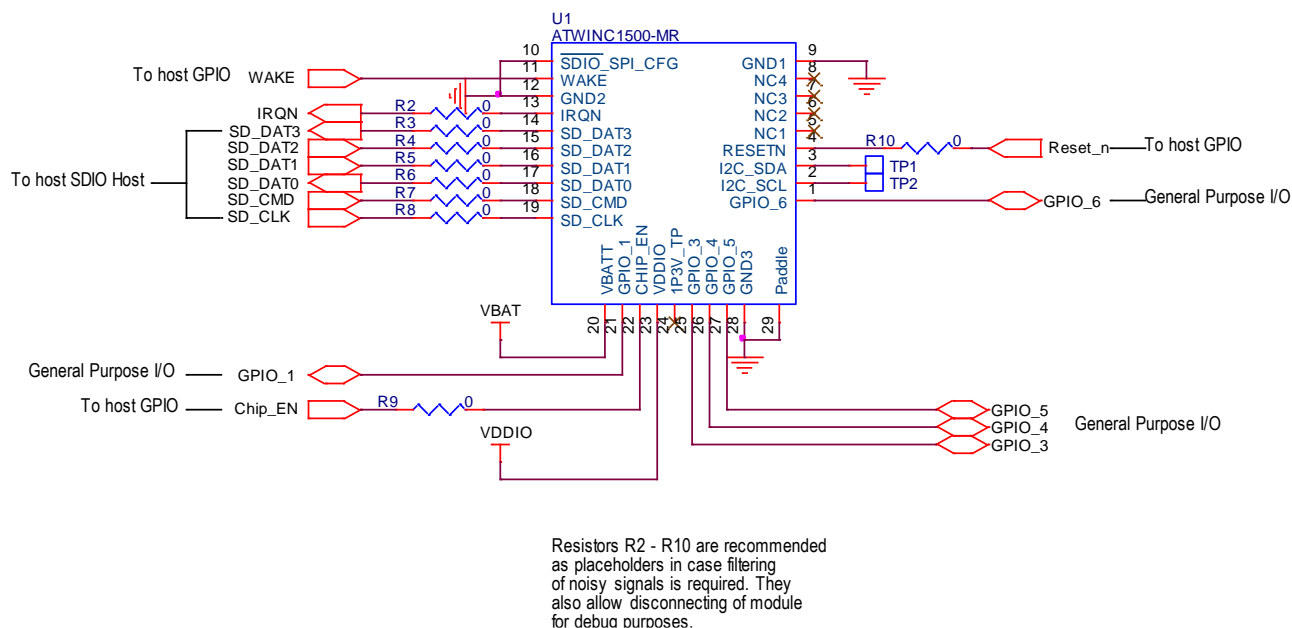 U1
ATWINC1500-MR
10
SDIO_SPI_CFG
GND1
9
To host GPIO
WAKE
11
WAKE
NC4
8
12
GND2
NC3
7
IRQN
R2
0
13
IRQN
NC2
6
SD_DAT3
R3
0
14
SD_DAT3
NC1
5
SD_DAT2
R4
0
15
SD_DAT2
RESETN
4
R10
0
Reset_n
To host GPIO
SD_DAT1
R5
0
16
SD_DAT1
I2C_SDA
3
TP1
To host SDIO Host
SD_DAT0
R6
0
17
SD_DAT0
I2C_SCL
2
TP2
SD_CMD
R7
0
18
SD_CMD
GPIO_6
1
GPIO_6
General Purpose I/O
SD_CLK
R8
0
19
SD_CLK
VBATT
GPIO_1
CHIP_EN
VDDIO
1P3V_TP
GPIO_3
GPIO_4
GPIO_5
GND3
Paddle
20
21
22
23
24
25
26
27
28
29
VBAT
General Purpose I/O
GPIO_1
To host GPIO
Chip_EN
R9
0
VDDIO
GPIO_5
GPIO_4
GPIO_3
General Purpose I/O
Resistors R2 - R10 are recommended
as placeholders in case filtering
of noisy signals is required. They
also allow disconnecting of module
for debug purposes.